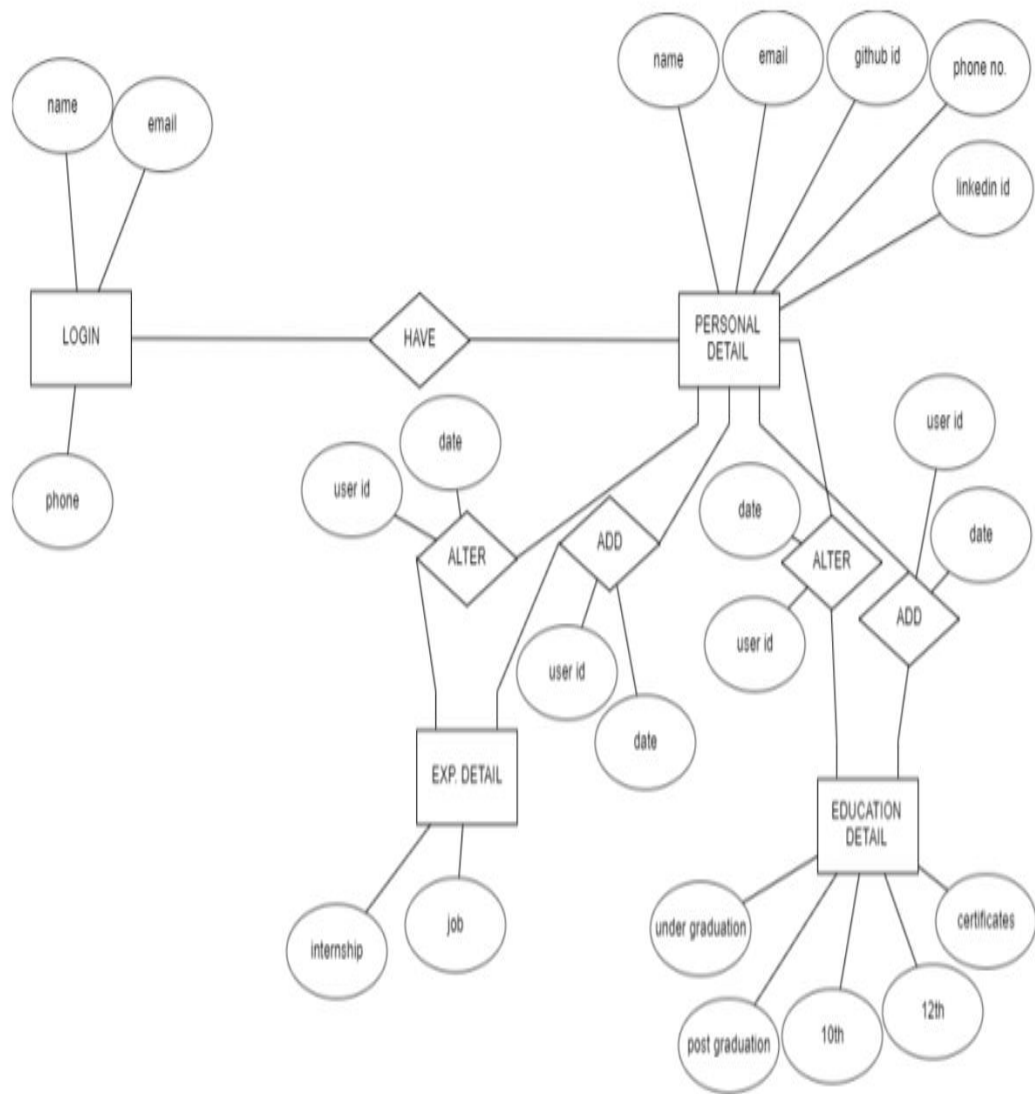 name
email
github id
phone no.
name
email
linkedin id
LOGIN
HAVE
PERSONAL
DETAIL
user id
date
user id
phone
date
date
ALTER
ADD
ALTER
ADD
user id
user id
date
EXP. DETAIL
EDUCATION
DETAIL
internship
job
under graduation
certificates
post graduation
10th
12th